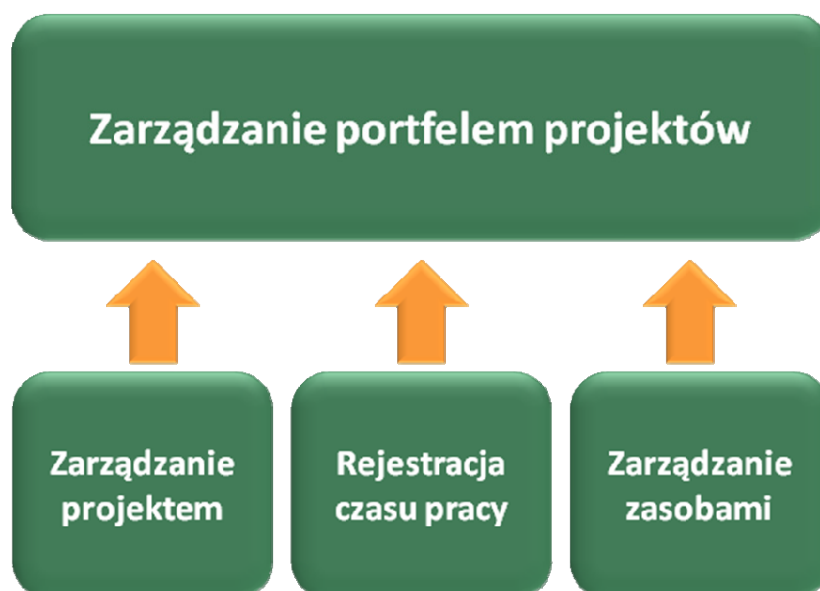 Zarządzanie portfelem projektów
Zarządzanie
projektem
Rejestracja
czasu pracy
Zarządzanie
zasobami